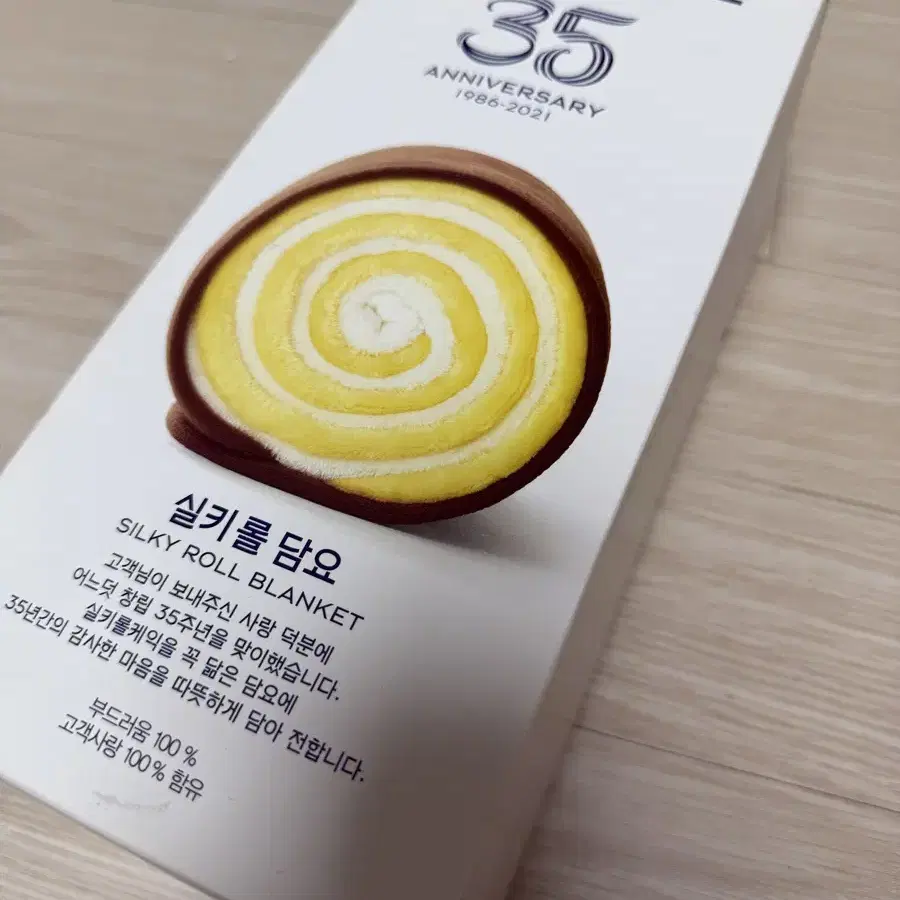 35
ANNIVERSARY
1986-2021
실키롤 담요
SILKY ROLL BLANKET
고객님이 보내주신 사랑 덕분에
어느덧 창립 35주년을 맞이했습니다.
실키롤케익을 꼭 닮은 담요에
35년간의 감사한 마음을 따뜻하게 담아 전합니다.
부드러움 100 %
고객사랑 100% 함유